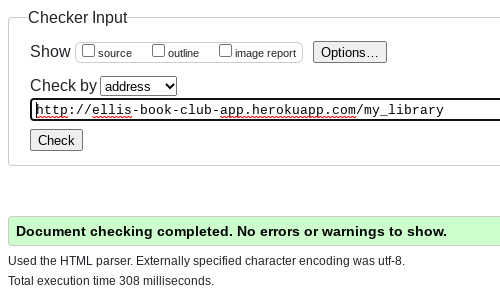 Checker Input
Show source outline image report Options...
Check by address
http://ellis-book-club-app.herokuapp.com/my_library
Check
Document checking completed. No errors or warnings to show.
Used the HTML parser. Externally specified character encoding was utf-8.
Total execution time 308 milliseconds.